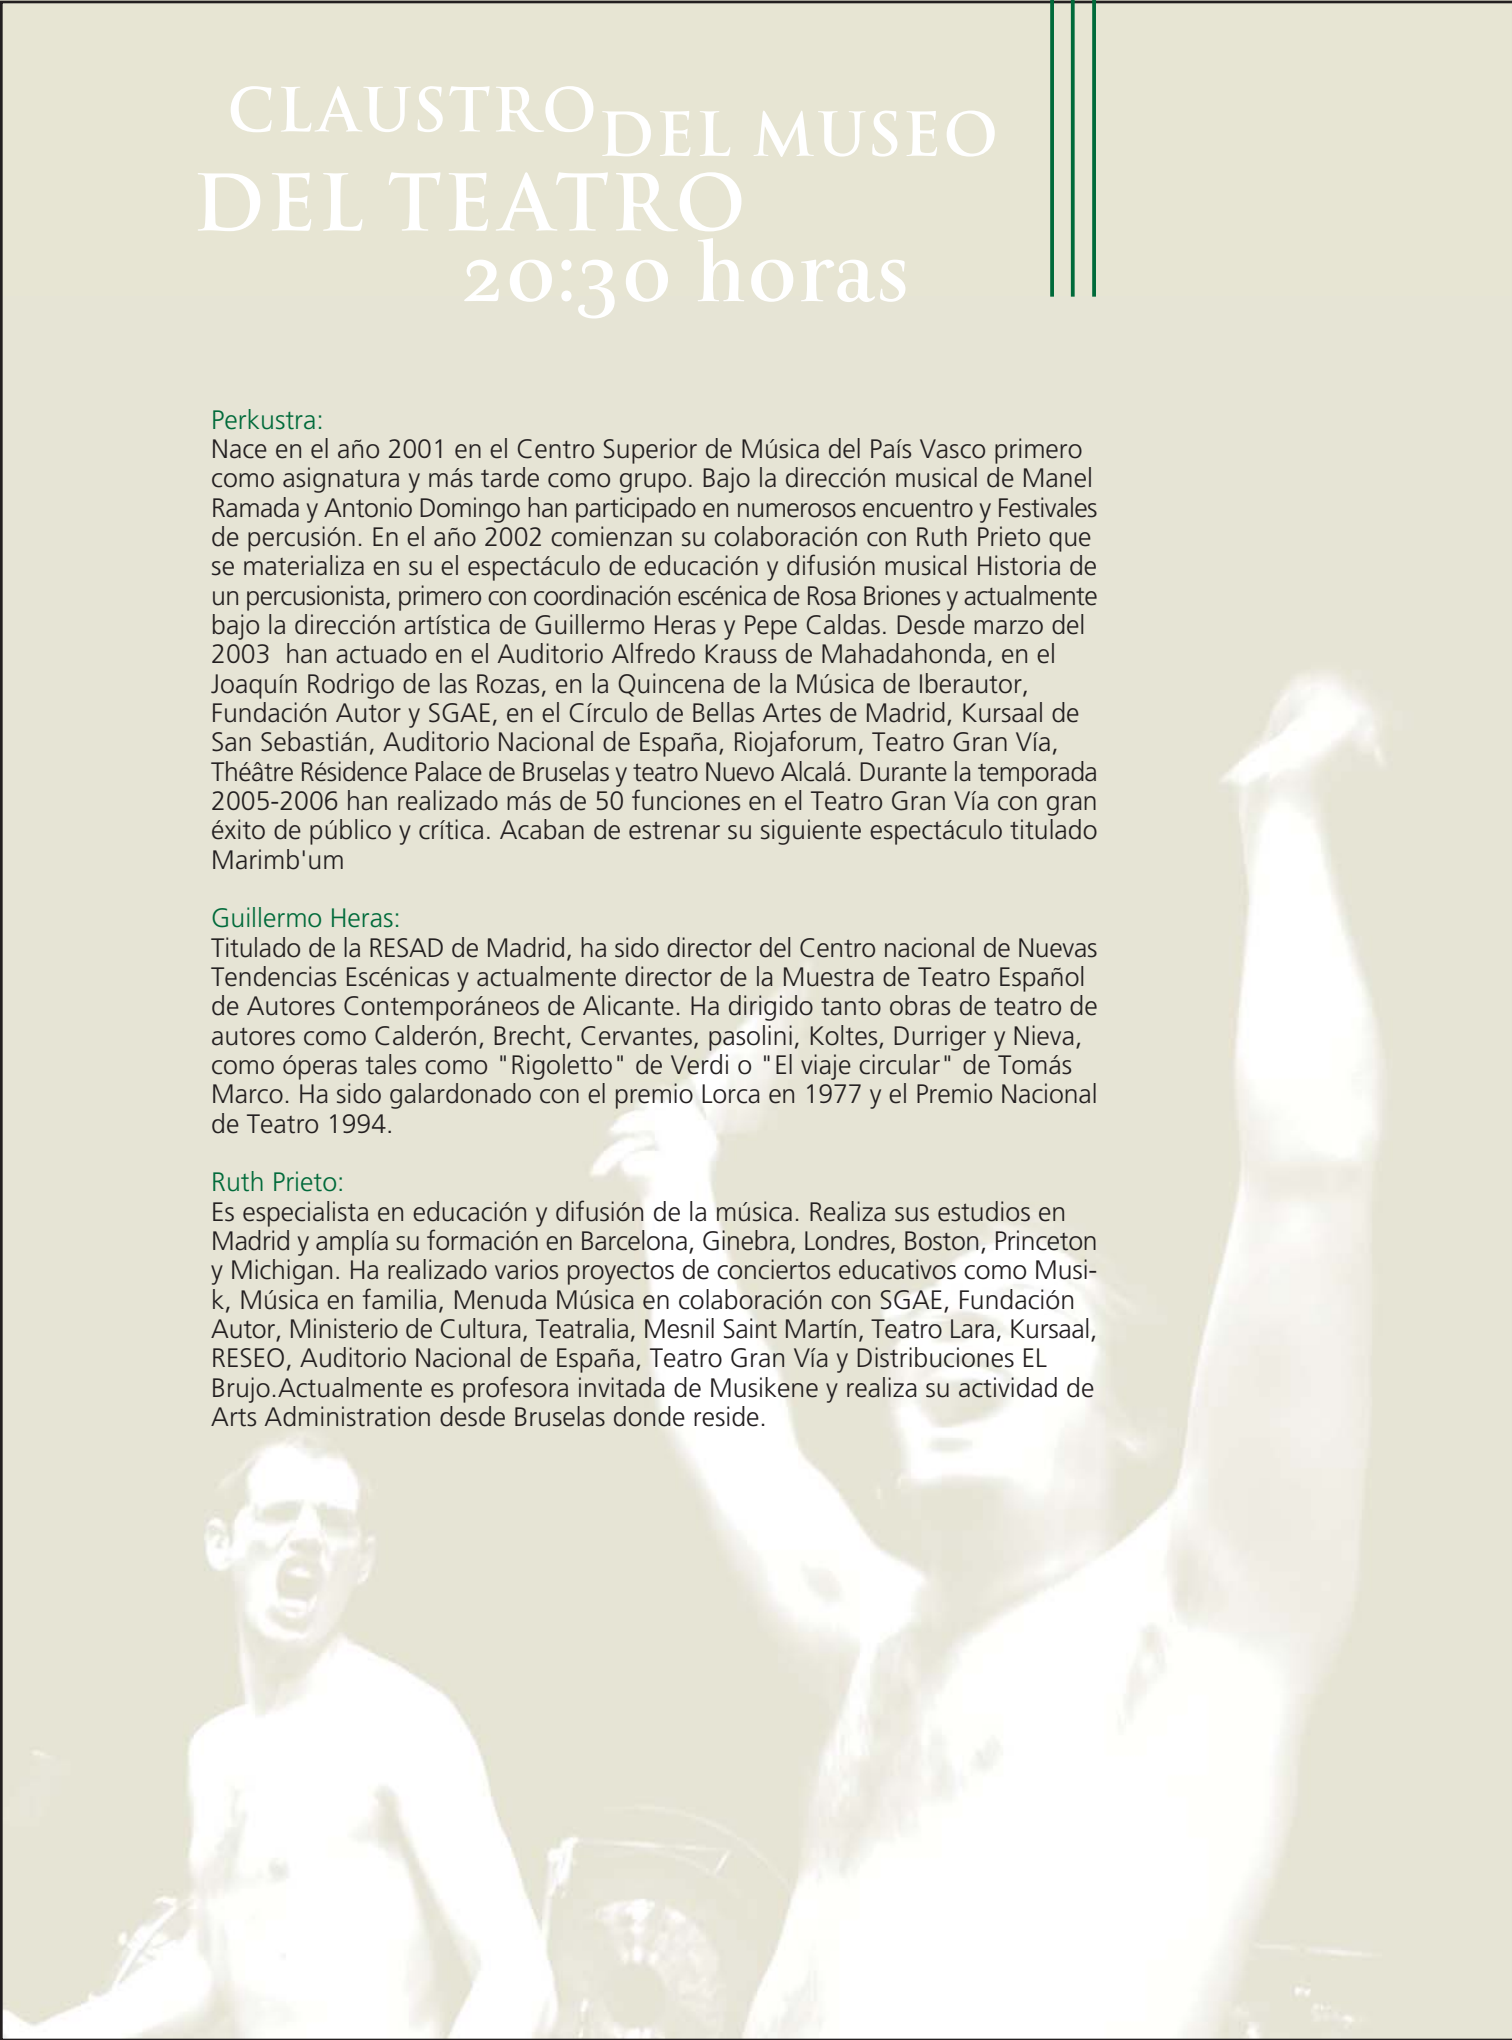 CLAUSTRO DEL MUSEO
DEL TEATRO
20:30 horas
Perkustra:
Nace en el año 2001 en el Centro Superior de Música del País Vasco primero
como asignatura y más tarde como grupo. Bajo la dirección musical de Manel
Ramada y Antonio Domingo han participado en numerosos encuentro y Festivales
de percusión. En el año 2002 comienzan su colaboración con Ruth Prieto que
se materializa en su el espectáculo de educación y difusión musical Historia de
un percusionista, primero con coordinación escénica de Rosa Briones y actualmente
bajo la dirección artística de Guillermo Heras y Pepe Caldas. Desde marzo del
2003  han actuado en el Auditorio Alfredo Krauss de Mahadahonda, en el
Joaquín Rodrigo de las Rozas, en la Quincena de la Música de Iberautor,
Fundación Autor y SGAE, en el Círculo de Bellas Artes de Madrid, Kursaal de
San Sebastián, Auditorio Nacional de España, Riojaforum, Teatro Gran Vía,
Théâtre Résidence Palace de Bruselas y teatro Nuevo Alcalá. Durante la temporada
2005-2006 han realizado más de 50 funciones en el Teatro Gran Vía con gran
éxito de público y crítica. Acaban de estrenar su siguiente espectáculo titulado
Marimb'um
Guillermo Heras:
Titulado de la RESAD de Madrid, ha sido director del Centro nacional de Nuevas
Tendencias Escénicas y actualmente director de la Muestra de Teatro Español
de Autores Contemporáneos de Alicante. Ha dirigido tanto obras de teatro de
autores como Calderón, Brecht, Cervantes, pasolini, Koltes, Durriger y Nieva,
como óperas tales como "Rigoletto" de Verdi o "El viaje circular" de Tomás
Marco. Ha sido galardonado con el premio Lorca en 1977 y el Premio Nacional
de Teatro 1994.
Ruth Prieto:
Es especialista en educación y difusión de la música. Realiza sus estudios en
Madrid y amplía su formación en Barcelona, Ginebra, Londres, Boston, Princeton
y Michigan. Ha realizado varios proyectos de conciertos educativos como Musi-
k, Música en familia, Menuda Música en colaboración con SGAE, Fundación
Autor, Ministerio de Cultura, Teatralia, Mesnil Saint Martín, Teatro Lara, Kursaal,
RESEO, Auditorio Nacional de España, Teatro Gran Vía y Distribuciones EL
Brujo.Actualmente es profesora invitada de Musikene y realiza su actividad de
Arts Administration desde Bruselas donde reside.